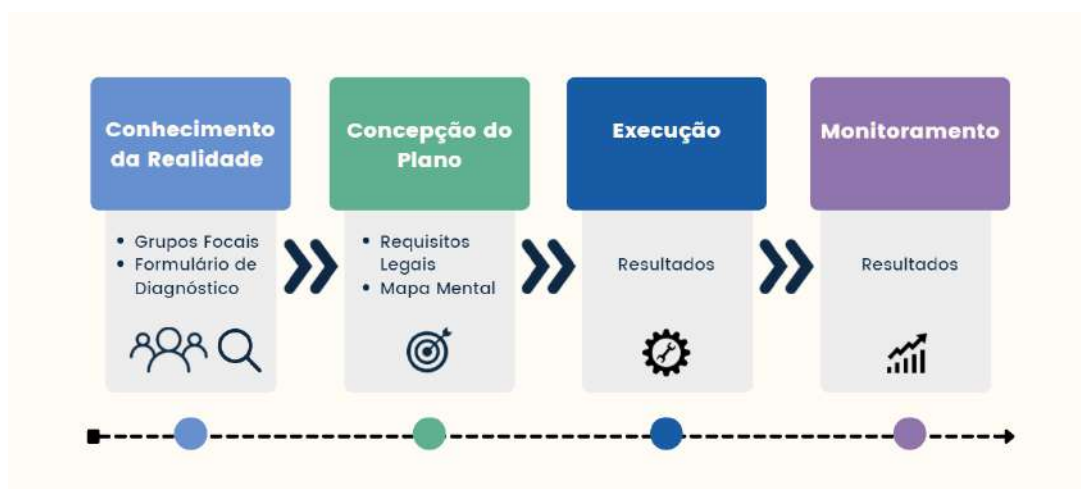 Conhecimento
da Realidade
• Grupos Focais
• Formulário de
Diagnóstico
Concepção do
Plano
• Requisitos
Legais
• Mapa Mental
Execução
Resultados
Monitoramento
Resultados